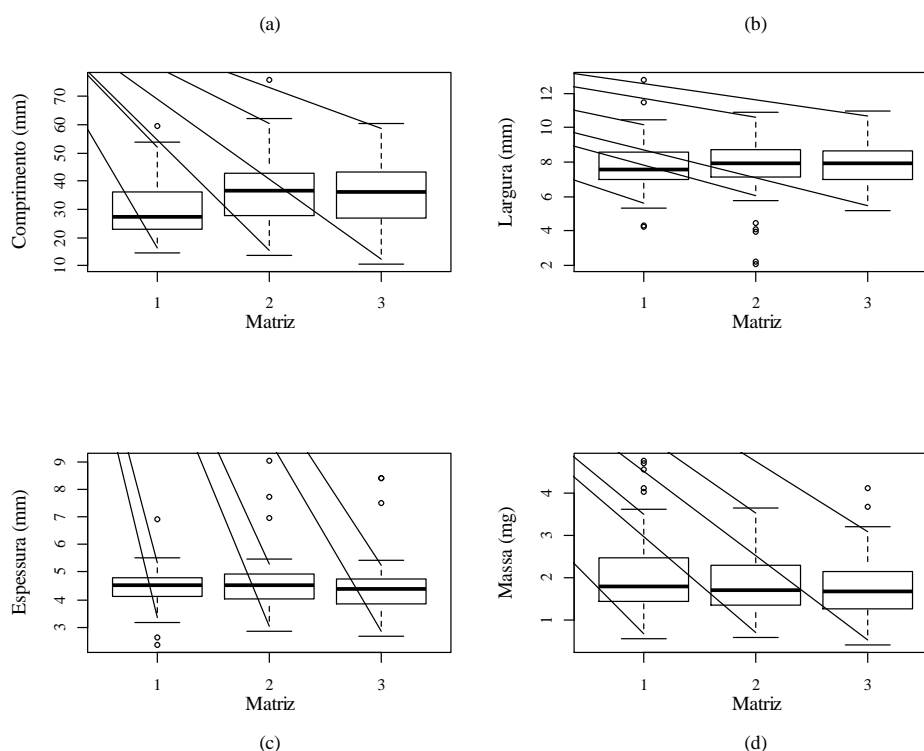 (a)
(b)
Comprimento (mm)
10 20 30 40 50 60 70
1 2 3
Matriz
Largura (mm)
2 4 6 8 10 12
1 2 3
Matriz
Espessura (mm)
3 4 5 6 7 8 9
1 2 3
Matriz
Massa (mg)
1 2 3 4
1 2 3
Matriz
(c)
(d)